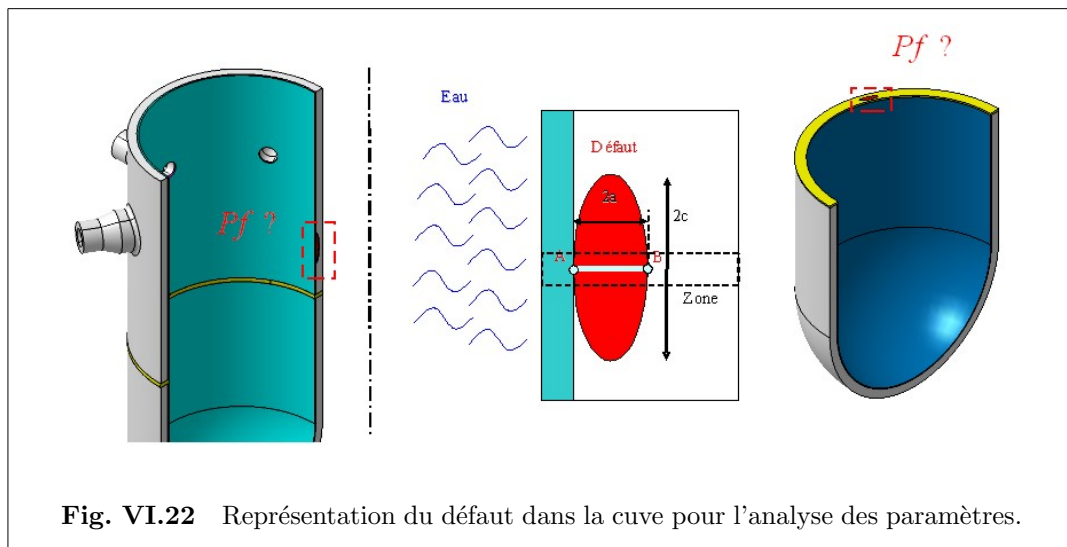 Pf ?
Eau
Défaut
2a
2c
A
B
Zone
Pf ?
Fig. VI.22 Représentation du défaut dans la cuve pour l'analyse des paramètres.